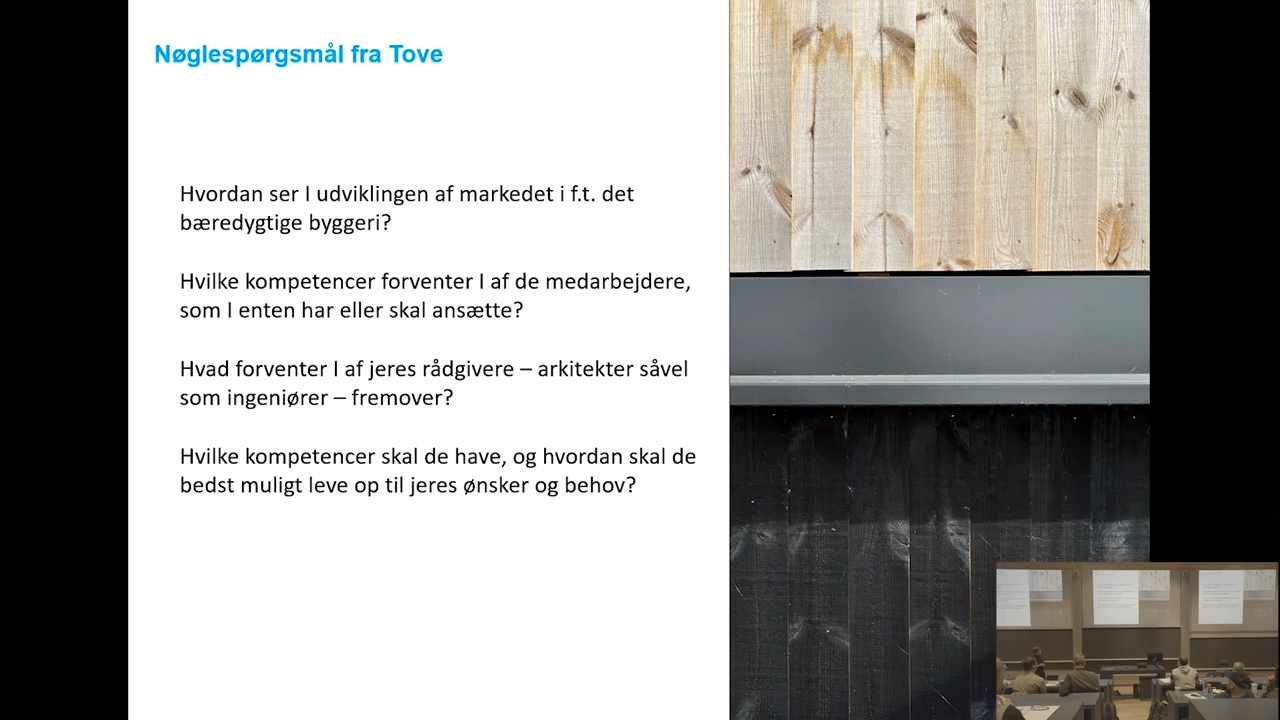 Nøglespørgsmål fra Tove
Hvordan ser I udviklingen af markedet i f.t. det
bæredygtige byggeri?
Hvilke kompetencer forventer I af de medarbejdere,
som I enten har eller skal ansætte?
Hvad forventer I af jeres rådgivere – arkitekter såvel
som ingeniører – fremover?
Hvilke kompetencer skal de have, og hvordan skal de
bedst muligt leve op til jeres ønsker og behov?